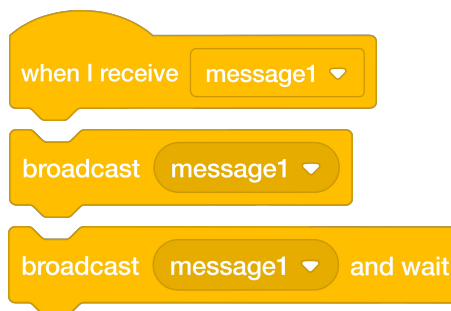 when I receive message1
broadcast message1
broadcast message1 and wait